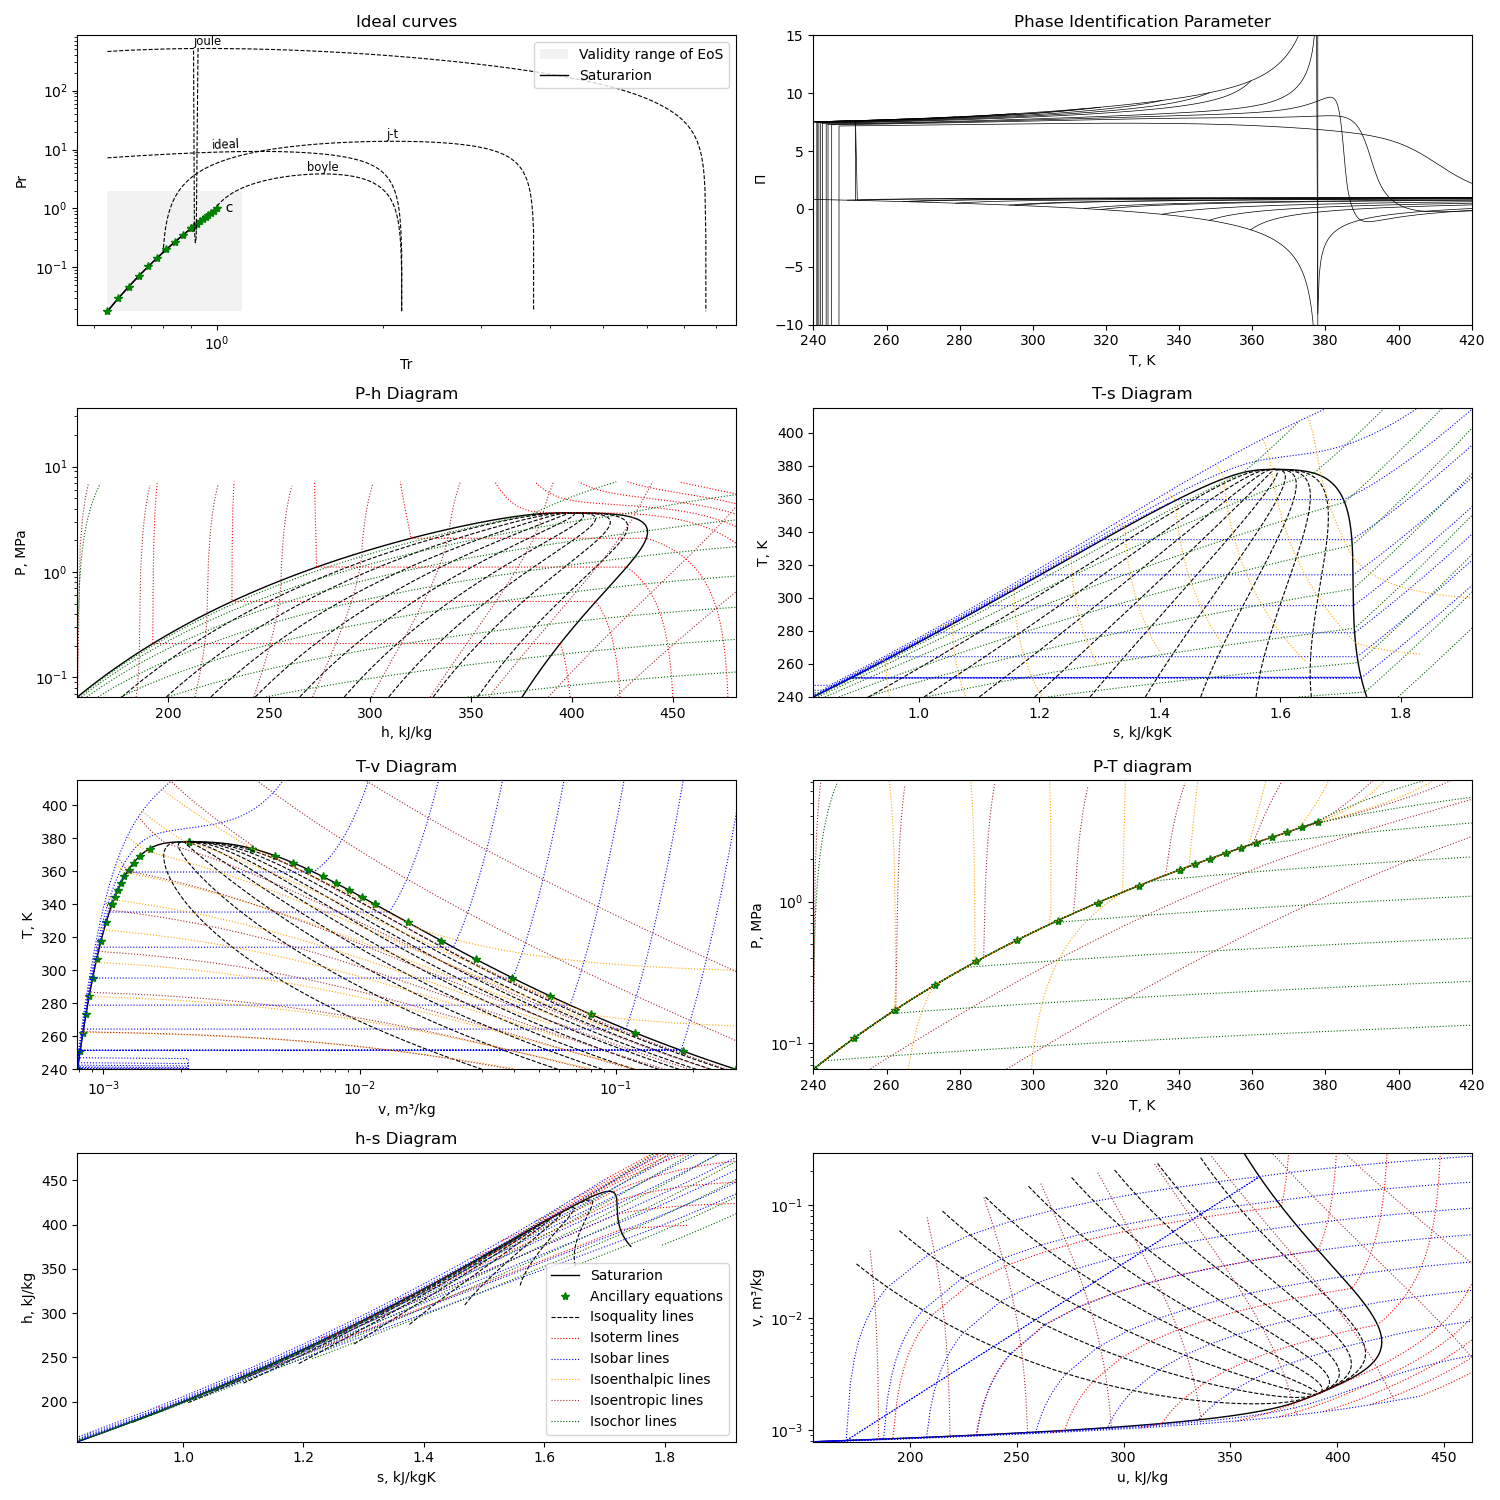 Ideal curves
Validity range of EoS
Saturarion
joule
ideal
j-t
boyle
c
10²
10¹
10⁰
10⁻¹
Pr
10⁰
Tr
Phase Identification Parameter
15
10
5
0
−5
−10
Π
240 260 280 300 320 340 360 380 400 420
T, K
P-h Diagram
10¹
10⁰
10⁻¹
P, MPa
200 250 300 350 400 450
h, kJ/kg
T-s Diagram
400
380
360
340
320
300
280
260
240
T, K
1.0 1.2 1.4 1.6 1.8
s, kJ/kgK
T-v Diagram
400
380
360
340
320
300
280
260
240
T, K
10⁻³ 10⁻² 10⁻¹
v, m³/kg
P-T diagram
10⁰
10⁻¹
P, MPa
240 260 280 300 320 340 360 380 400 420
T, K
h-s Diagram
450
400
350
300
250
200
h, kJ/kg
Saturarion
Ancillary equations
Isoquality lines
Isoterm lines
Isobar lines
Isoenthalpic lines
Isoentropic lines
Isochor lines
1.0 1.2 1.4 1.6 1.8
s, kJ/kgK
v-u Diagram
10⁻¹
10⁻²
10⁻³
v, m³/kg
200 250 300 350 400 450
u, kJ/kg